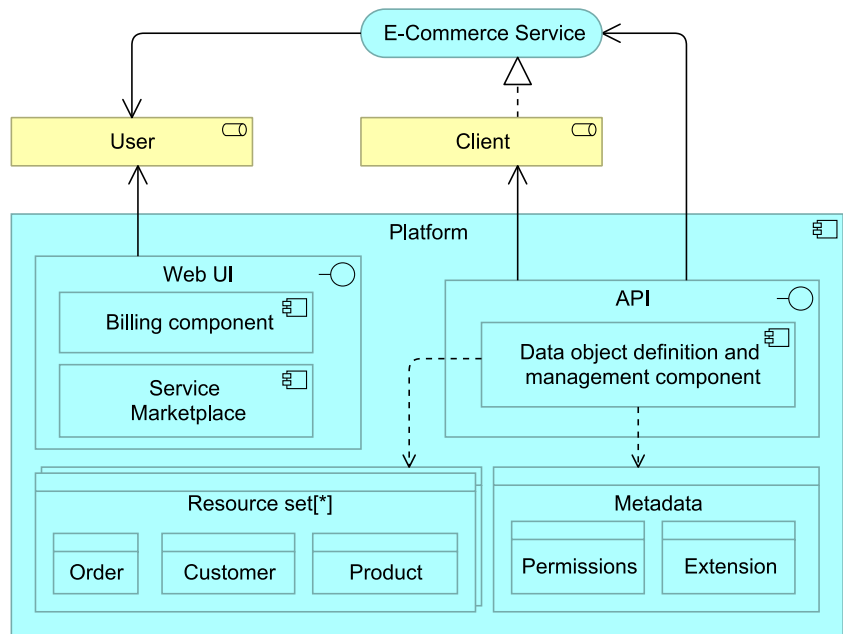 E-Commerce Service
User
Client
Platform
Web UI
Billing component
Service
Marketplace
API
Data object definition and
management component
Resource set[*]
Order
Customer
Product
Metadata
Permissions
Extension